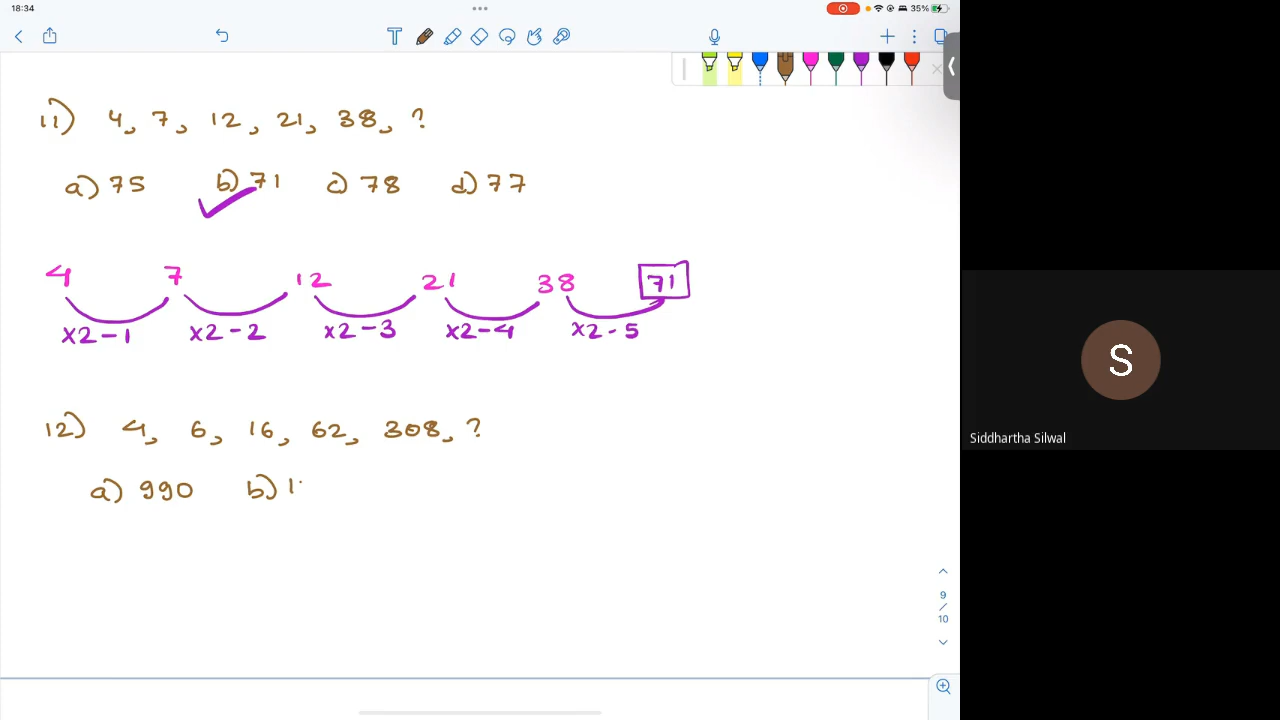 18:34
35%
11) 4, 7, 12, 21, 38, ?
a) 75 b) 71 c) 78 d) 77
4 7 12 21 38 71
x2-1 x2-2 x2-3 x2-4 x2-5
12) 4, 6, 16, 62, 308, ?
a) 990 b) 1
9
/
10
S
Siddhartha Silwal